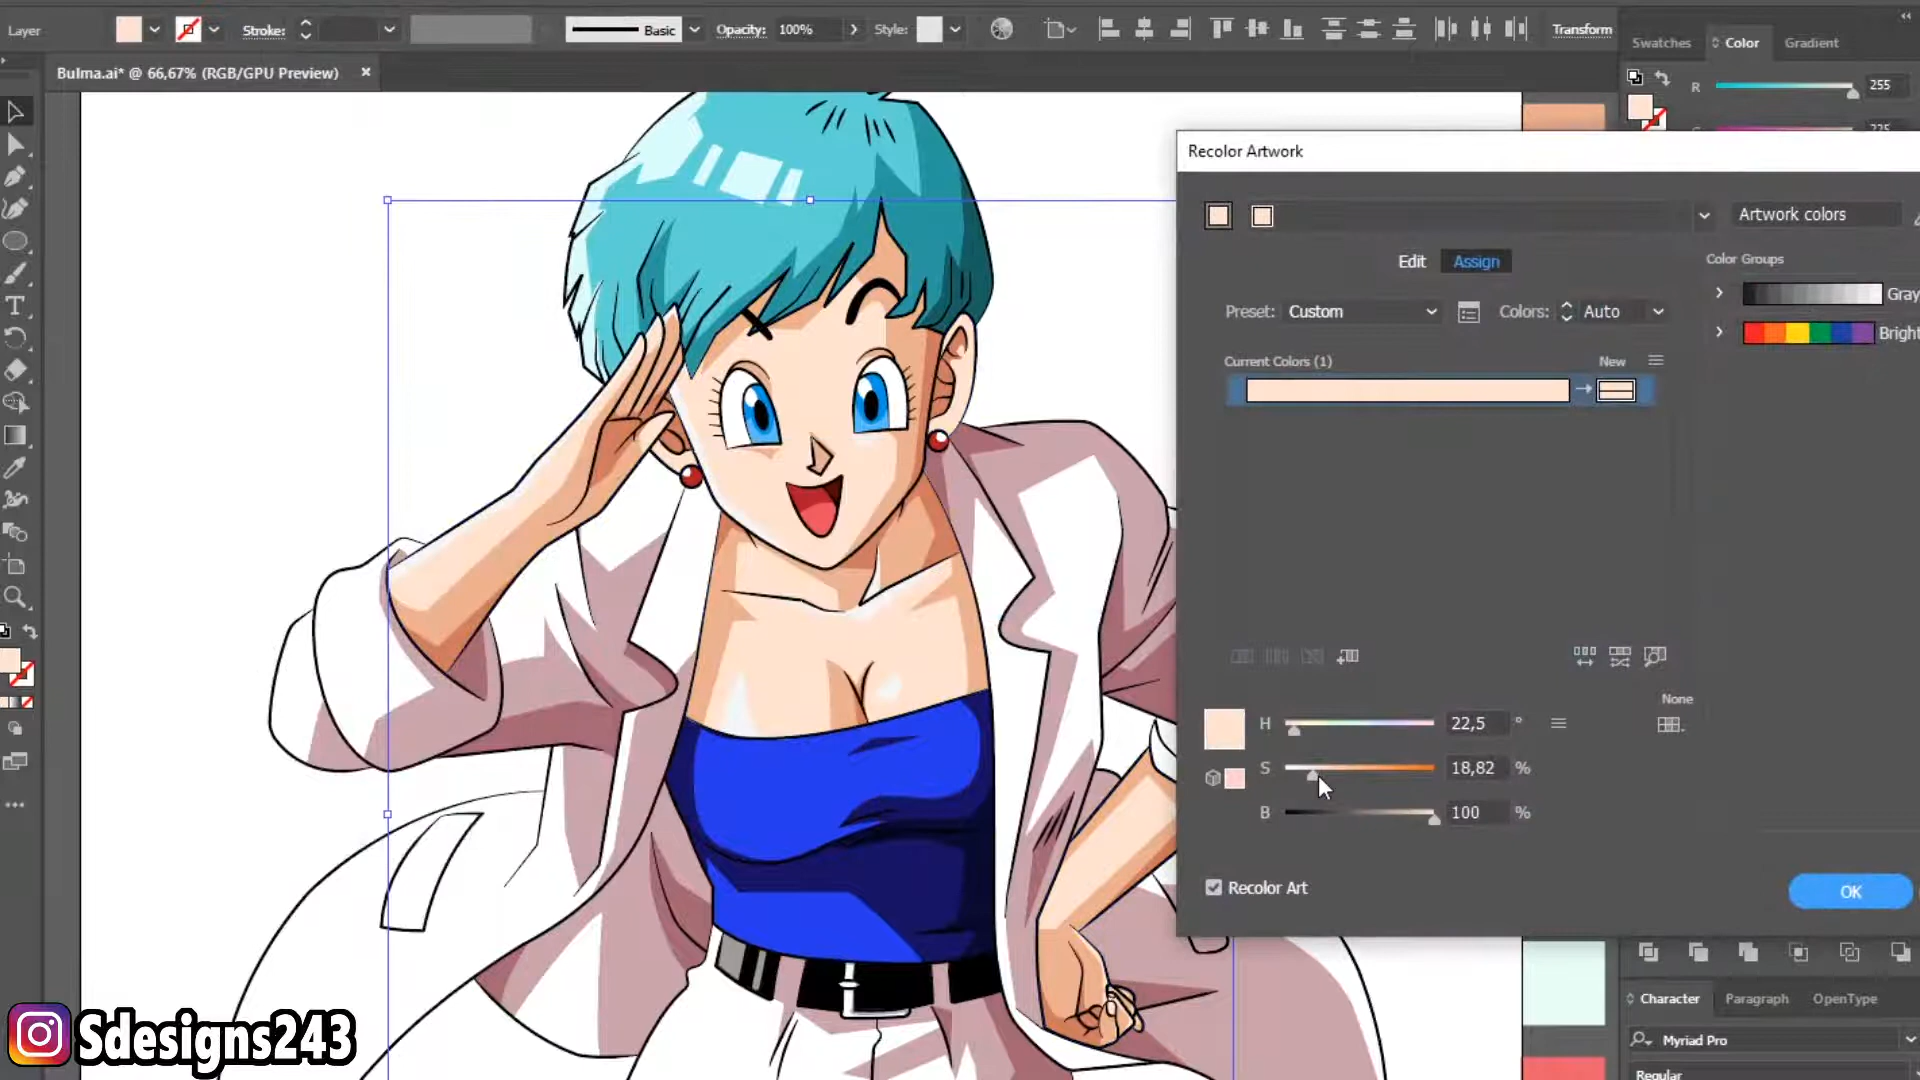 Layer
Stroke:
Basic
Opacity:
100%
Style:
Transform
Swatches
Color
Gradient
Bulma.ai* @ 66,67% (RGB/GPU Preview)
×
R
255
225
Recolor Artwork
Artwork colors
Edit
Assign
Color Groups
Gray
Preset:
Custom
Colors:
Auto
Bright
Current Colors (1)
New
None
H
22,5
°
S
18,82
%
B
100
%
Recolor Art
OK
Character
Paragraph
OpenType
Myriad Pro
Regular
Sdesigns243